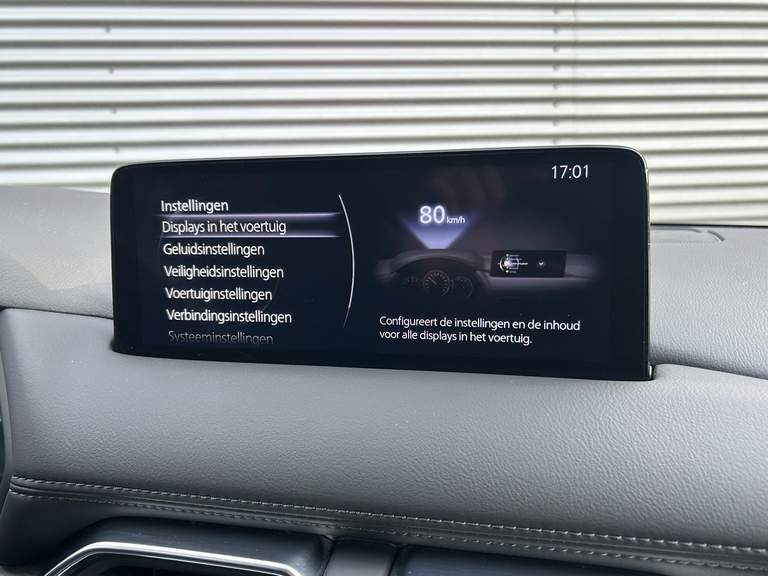 17:01
Instellingen
Displays in het voertuig
Geluidsinstellingen
Veiligheidsinstellingen
Voertuiginstellingen
Verbindingsinstellingen
Systeeminstellingen
80 km/h
Configureert de instellingen en de inhoud
voor alle displays in het voertuig.